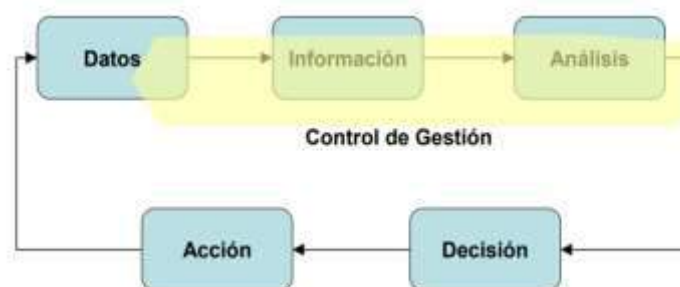 Datos
Información
Análisis
Control de Gestión
Acción
Decisión